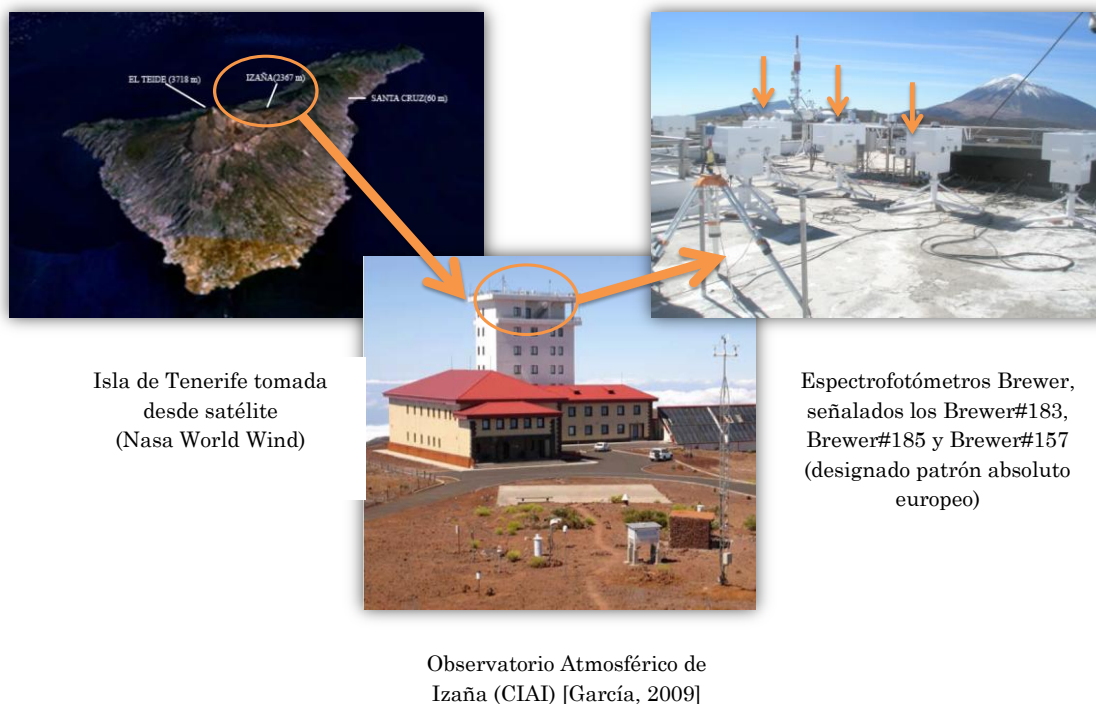 EL TEIDE (3718 m)
IZAÑA(2367 m)
SANTA CRUZ(60 m)
Isla de Tenerife tomada
desde satélite
(Nasa World Wind)
Espectrofotómetros Brewer,
señalados los Brewer#183,
Brewer#185 y Brewer#157
(designado patrón absoluto
europeo)
Observatorio Atmosférico de
Izaña (CIAI) [García, 2009]